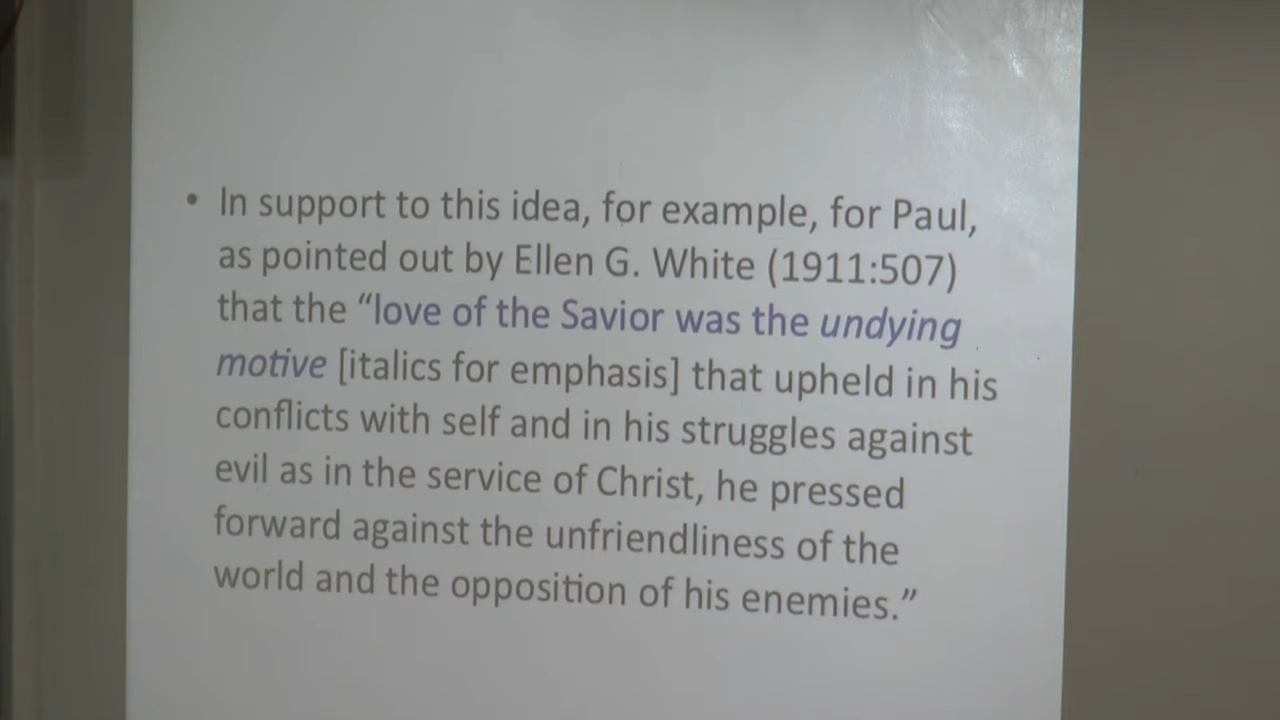 • In support to this idea, for example, for Paul,
as pointed out by Ellen G. White (1911:507)
that the “love of the Savior was the undying
motive [italics for emphasis] that upheld in his
conflicts with self and in his struggles against
evil as in the service of Christ, he pressed
forward against the unfriendliness of the
world and the opposition of his enemies.”